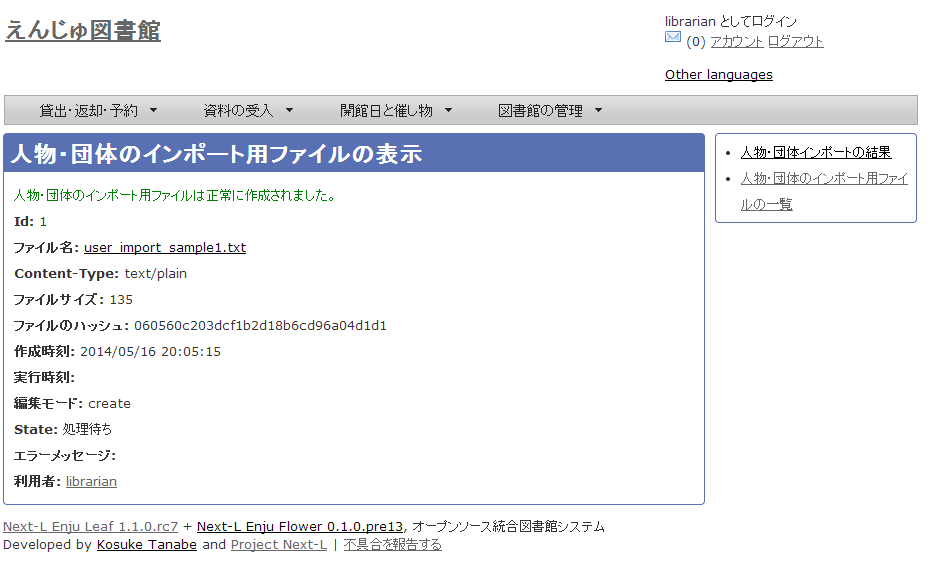 えんじゅ図書館
librarian としてログイン
(0) アカウント ログアウト
Other languages
貸出・返却・予約 資料の受入 開館日と催し物 図書館の管理
人物・団体のインポート用ファイルの表示
人物・団体のインポート用ファイルは正常に作成されました。
Id: 1
ファイル名: user_import_sample1.txt
Content-Type: text/plain
ファイルサイズ: 135
ファイルのハッシュ: 060560c203dcf1b2d18b6cd96a04d1d1
作成時刻: 2014/05/16 20:05:15
実行時刻:
編集モード: create
State: 処理待ち
エラーメッセージ:
利用者: librarian
人物・団体インポートの結果
人物・団体のインポート用ファイ
ルの一覧
Next-L Enju Leaf 1.1.0.rc7 + Next-L Enju Flower 0.1.0.pre13, オープンソース統合図書館システム
Developed by Kosuke Tanabe and Project Next-L | 不具合を報告する